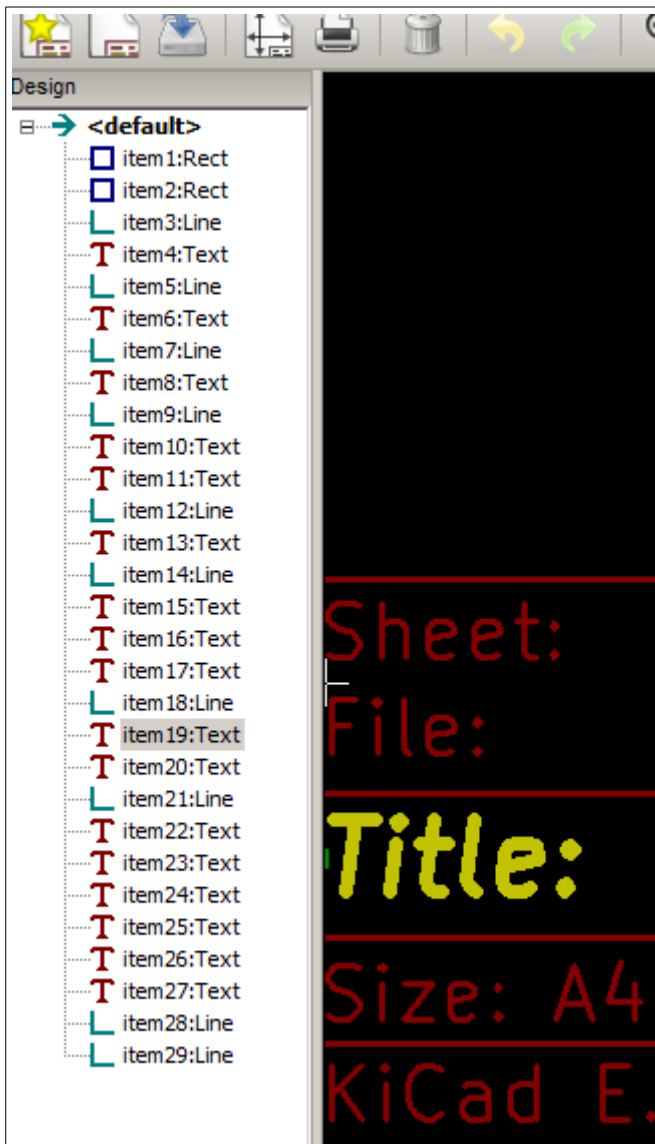 Design
<default>
item1:Rect
item2:Rect
item3:Line
item4:Text
item5:Line
item6:Text
item7:Line
item8:Text
item9:Line
item10:Text
item11:Text
item12:Line
item13:Text
item14:Line
item15:Text
item16:Text
item17:Text
item18:Line
item19:Text
item20:Text
item21:Line
item22:Text
item23:Text
item24:Text
item25:Text
item26:Text
item27:Text
item28:Line
item29:Line
Sheet:
File:
Title:
Size: A4
KiCad E.